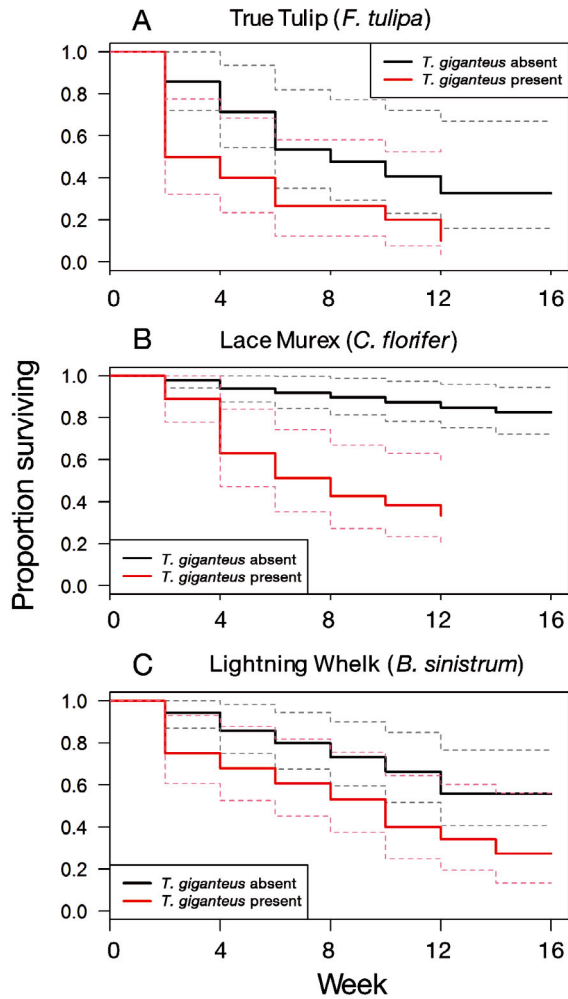 A True Tulip (F. tulipa)
T. giganteus absent
T. giganteus present
1.0
0.8
0.6
0.4
0.2
0.0
0 4 8 12 16
B Lace Murex (C. florifer)
1.0
0.8
0.6
0.4
0.2
0.0
T. giganteus absent
T. giganteus present
0 4 8 12 16
C Lightning Whelk (B. sinistrum)
1.0
0.8
0.6
0.4
0.2
0.0
T. giganteus absent
T. giganteus present
0 4 8 12 16
Proportion surviving
Week